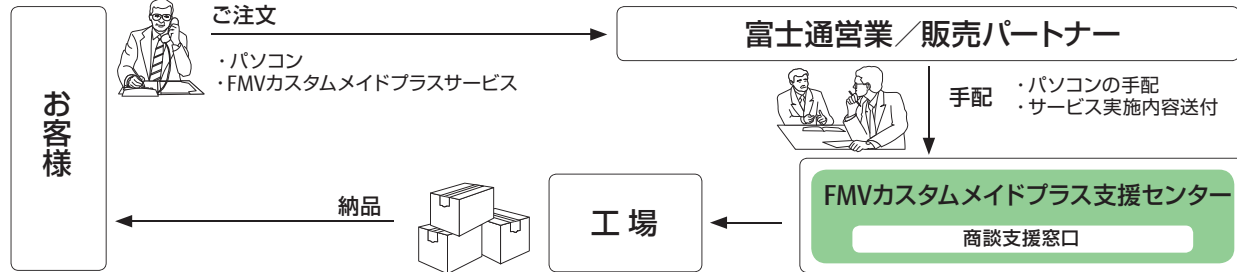 お客様
ご注文
・パソコン
・FMVカスタムメイドプラスサービス
富士通営業／販売パートナー
手配
・パソコンの手配
・サービス実施内容送付
FMVカスタムメイドプラス支援センター
商談支援窓口
工場
納品